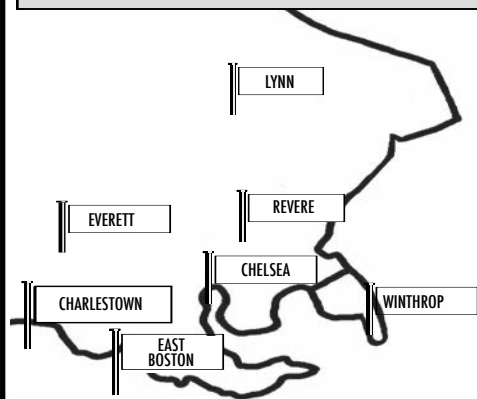 LYNN
REVERE
EVERETT
CHELSEA
CHARLESTOWN
WINTHROP
EAST
BOSTON